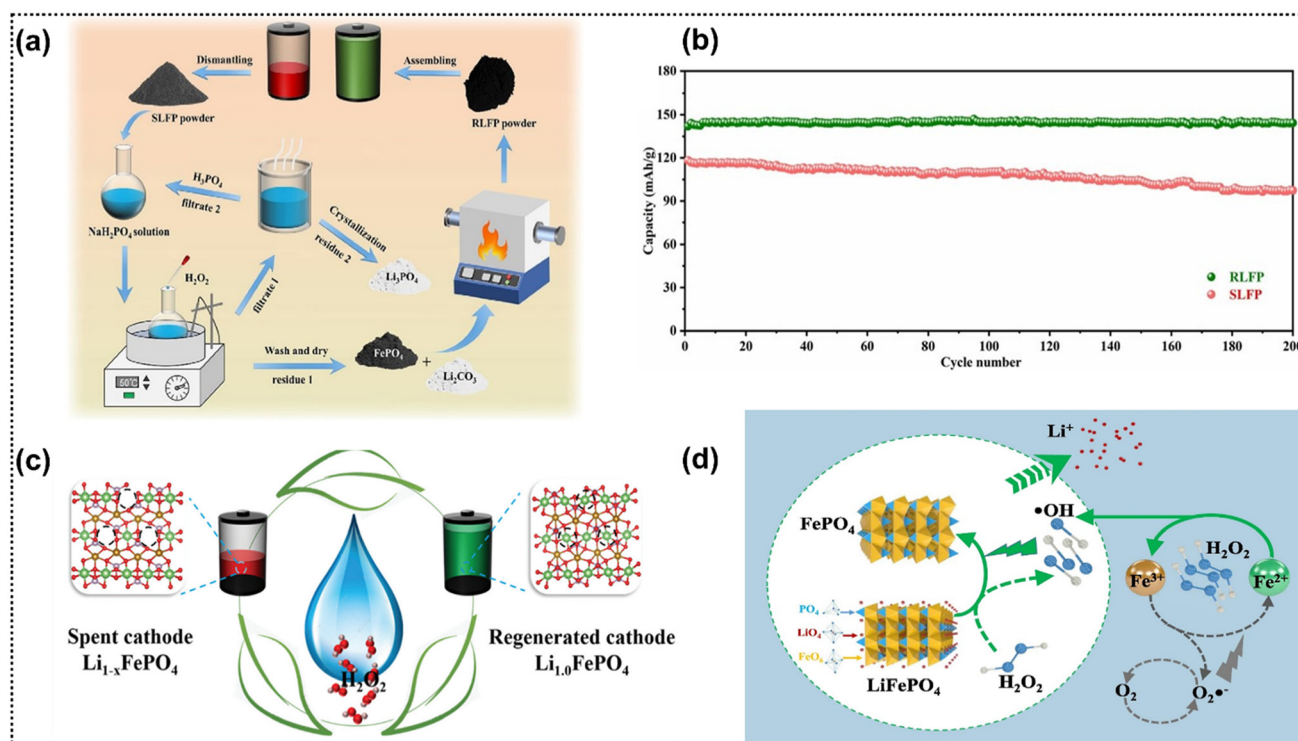 (a)
Dismantling
Assembling
SLFP powder
RLFP powder
H₃PO₄
filtrate 2
NaH₂PO₄ solution
Crystallization
residue 2
Li₃PO₄
H₂O₂
filtrate 1
50℃
Wash and dry
residue 1
FePO₄
+
Li₂CO₃
(b)
Capacity (mAh/g)
180
150
120
90
60
30
0
0 20 40 60 80 100 120 140 160 180 200
Cycle number
RLFP
SLFP
(c)
Spent cathode
Li₁₋ₓFePO₄
H₂O₂
Regenerated cathode
Li₁.₀FePO₄
(d)
Li⁺
FePO₄
•OH
H₂O₂
Fe³⁺
Fe²⁺
PO₄
LiO₄
FeO₆
LiFePO₄
H₂O₂
O₂
O₂•⁻